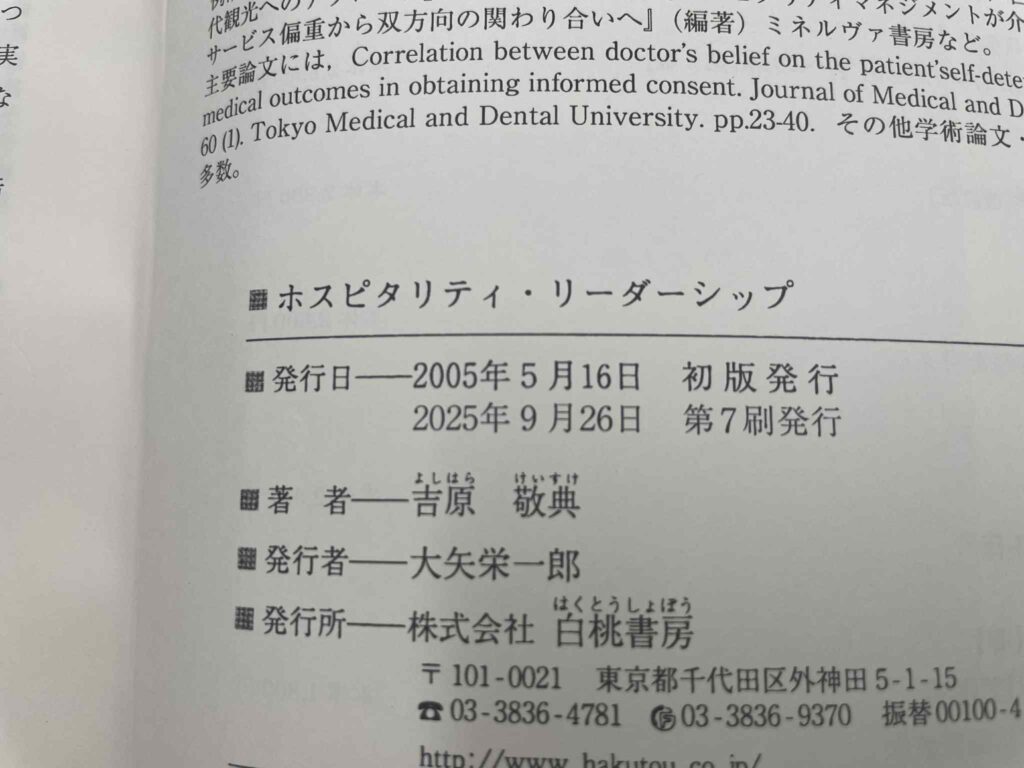 代観光への
サービス偏重から双方向の関わり合いへ』（編著）ミネルヴァ書房など。
主要論文には，Correlation between doctor's belief on the patient'self-dete
medical outcomes in obtaining informed consent. Journal of Medical and D
60 (1). Tokyo Medical and Dental University. pp.23-40. その他学術論文・
多数。
実
な
ホスピタリティ・リーダーシップ
発行日――2005年5月16日　初版発行
2025年9月26日　第7刷発行
よしはら　けいすけ
著　者――吉原　敬典
発行者――大矢栄一郎
はくとうしょぼう
発行所――株式会社 白桃書房
〒101-0021　東京都千代田区外神田5-1-15
☎03-3836-4781　03-3836-9370　振替00100-4
http://www.hakutou.co.jp/